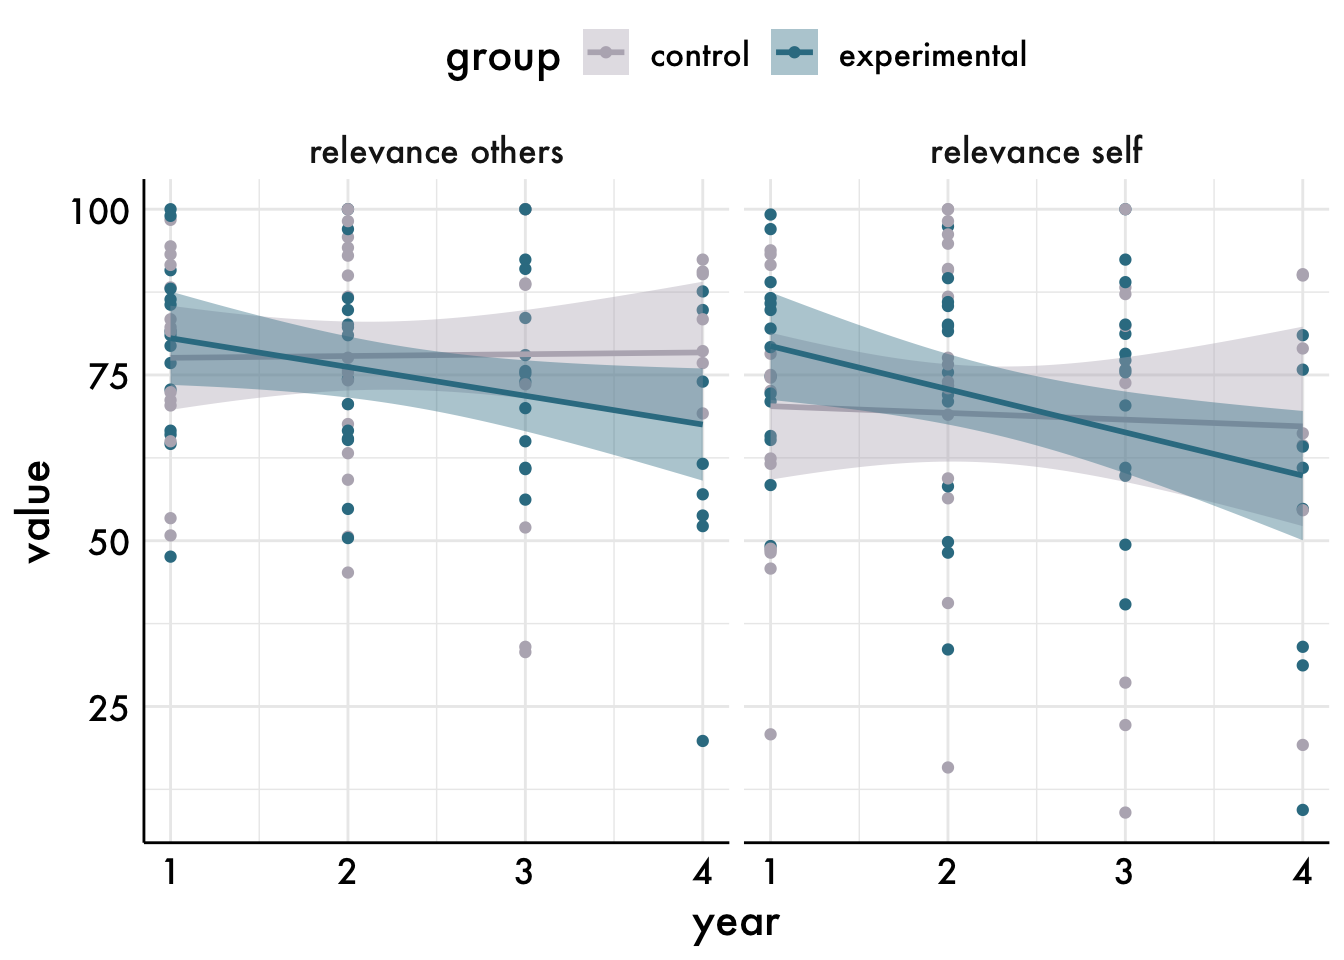 group control experimental
relevance others relevance self
100
75
50
25
value
1 2 3 4 1 2 3 4
year